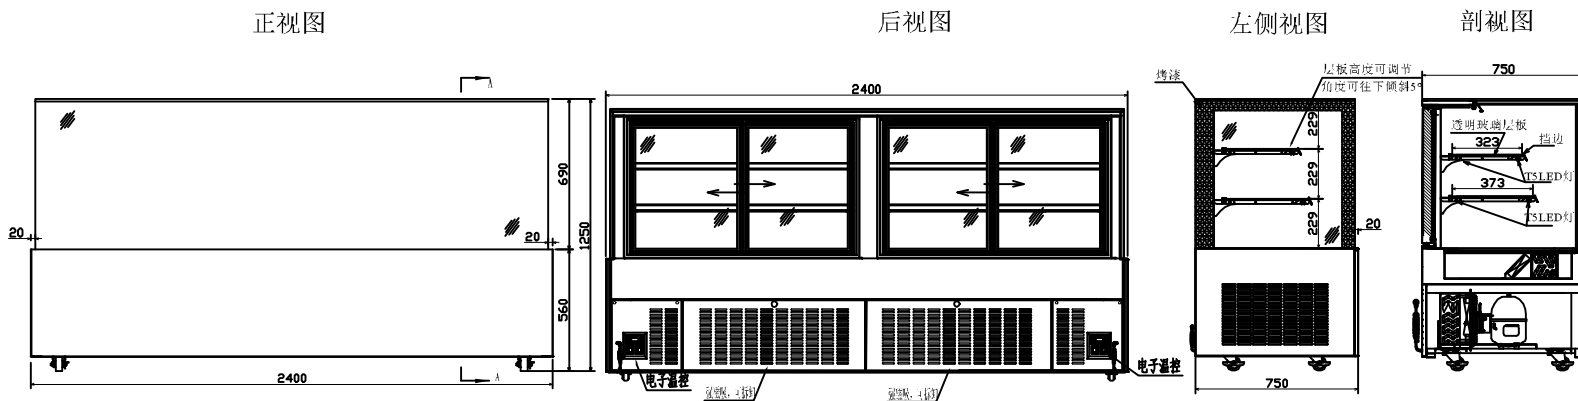 正视图
后视图
左侧视图
剖视图
A
690
1250
20
20
560
2400
A
2400
电子温控
电子温控
烤漆
层板高度可调节
角度可往下倾斜5°
229
229
229
20
750
750
透明玻璃层板
挡边
323
T5LED灯
373
T5LED灯